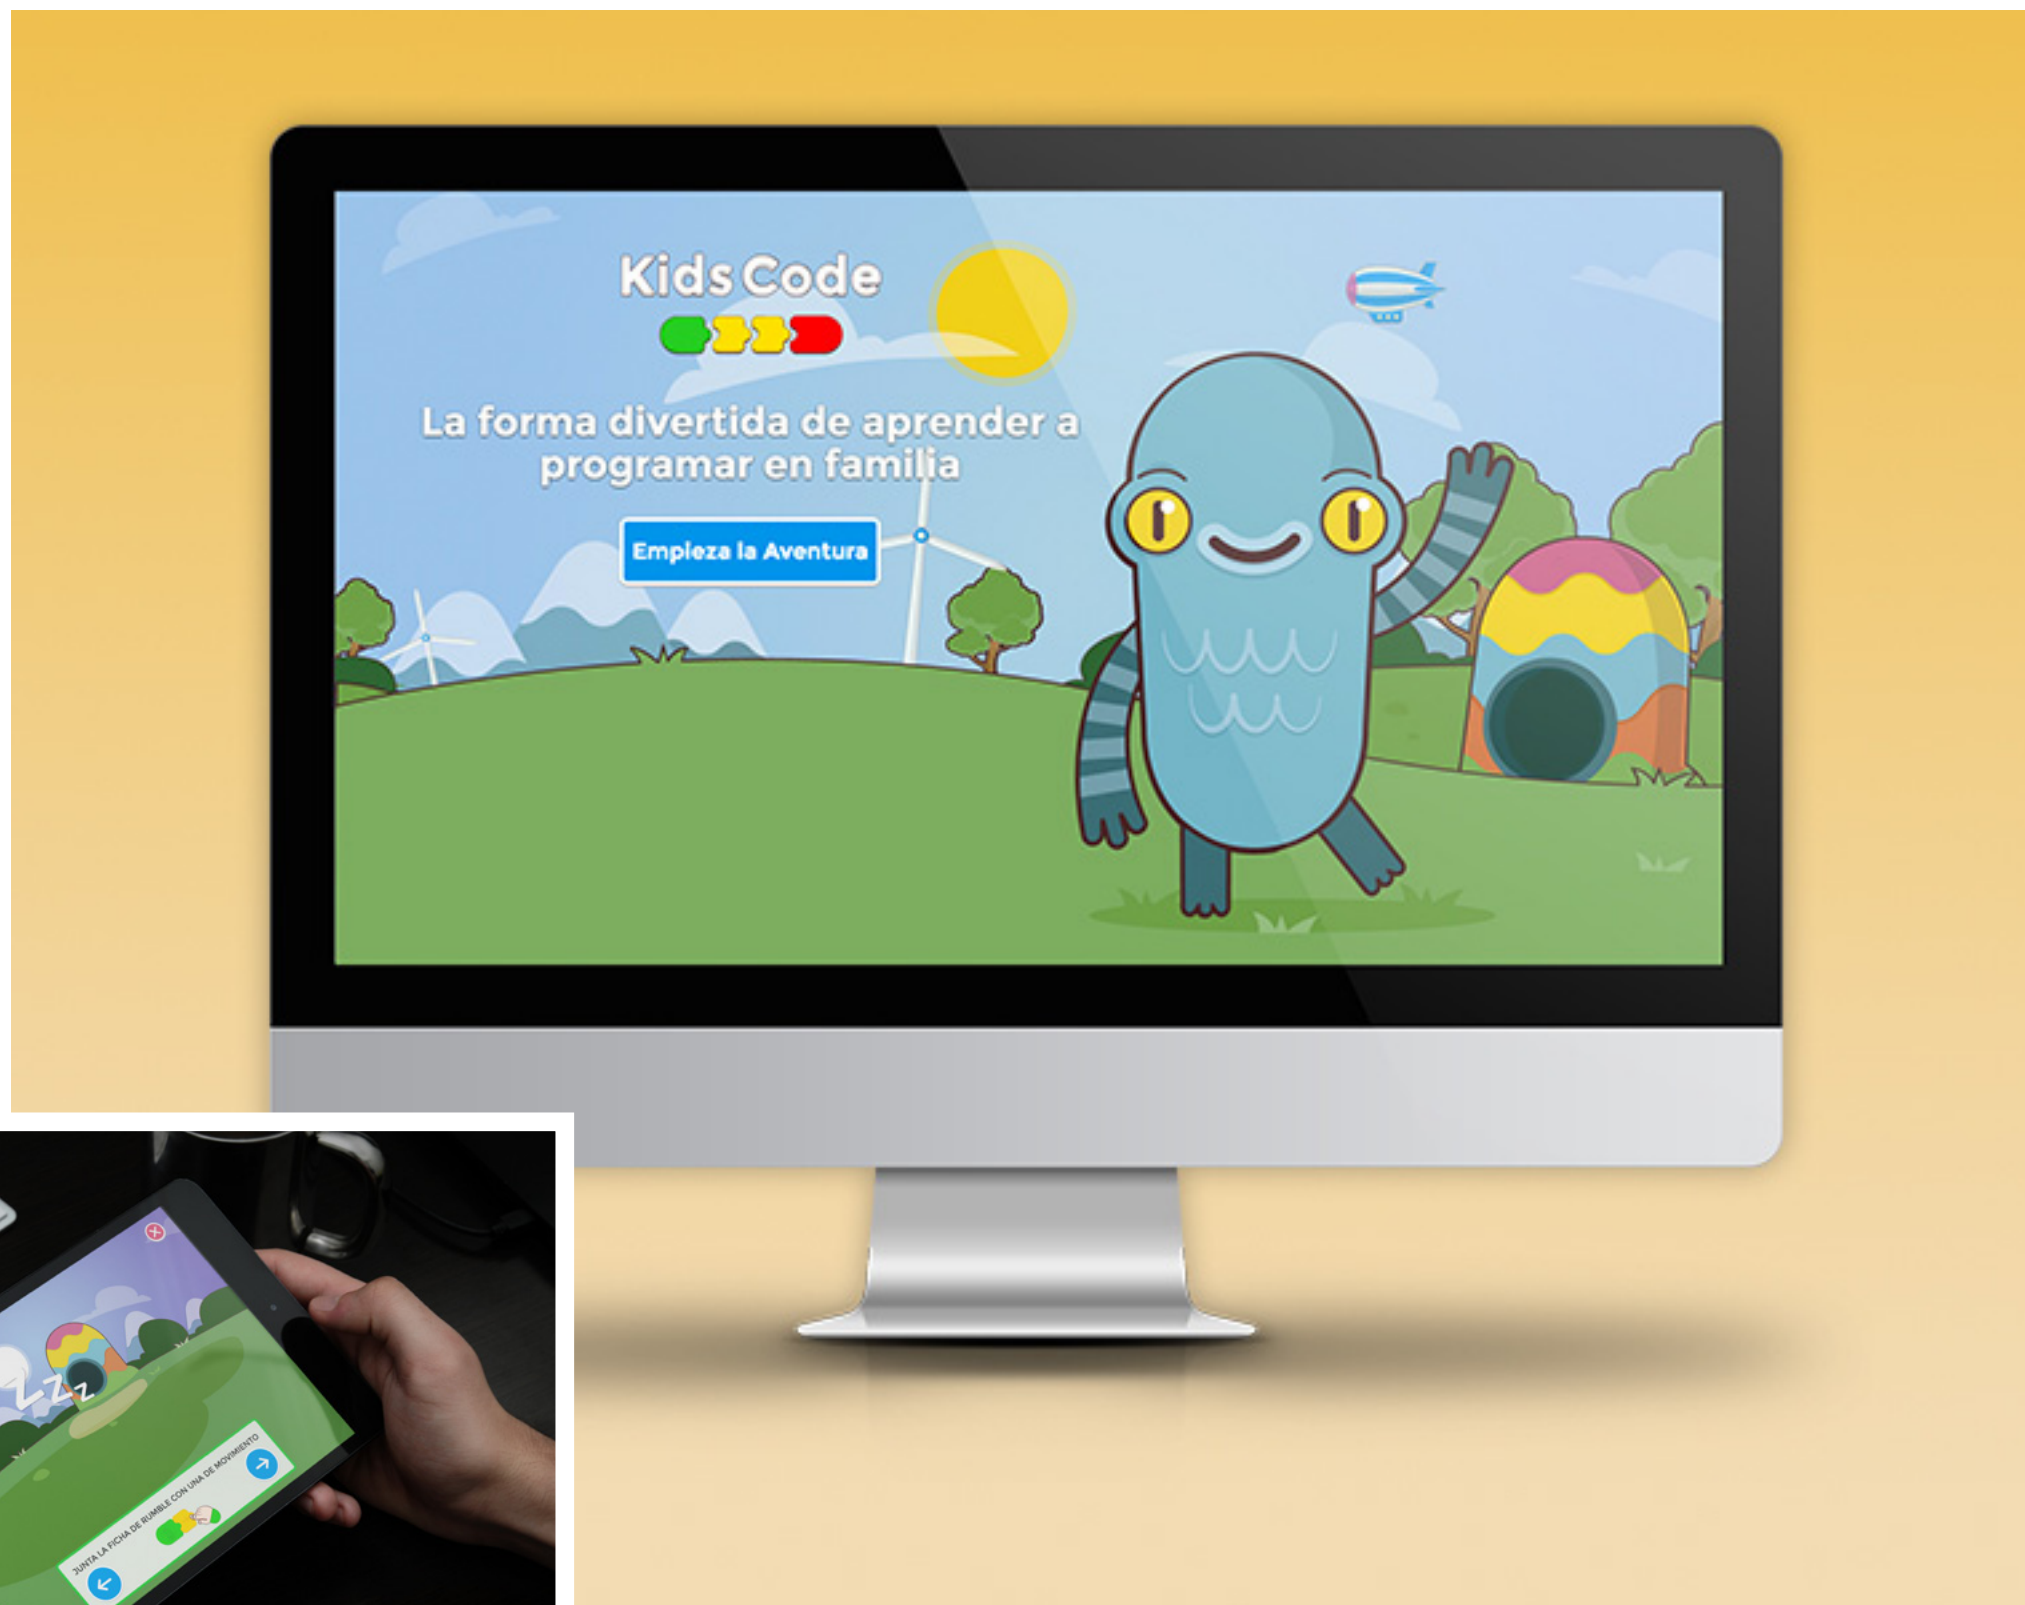 Kids Code
La forma divertida de aprender a
programar en familia
Empieza la Aventura
ZZZ
JUNTA LA FICHA DE RUMBLE CON UNA DE MOVIMIENTO